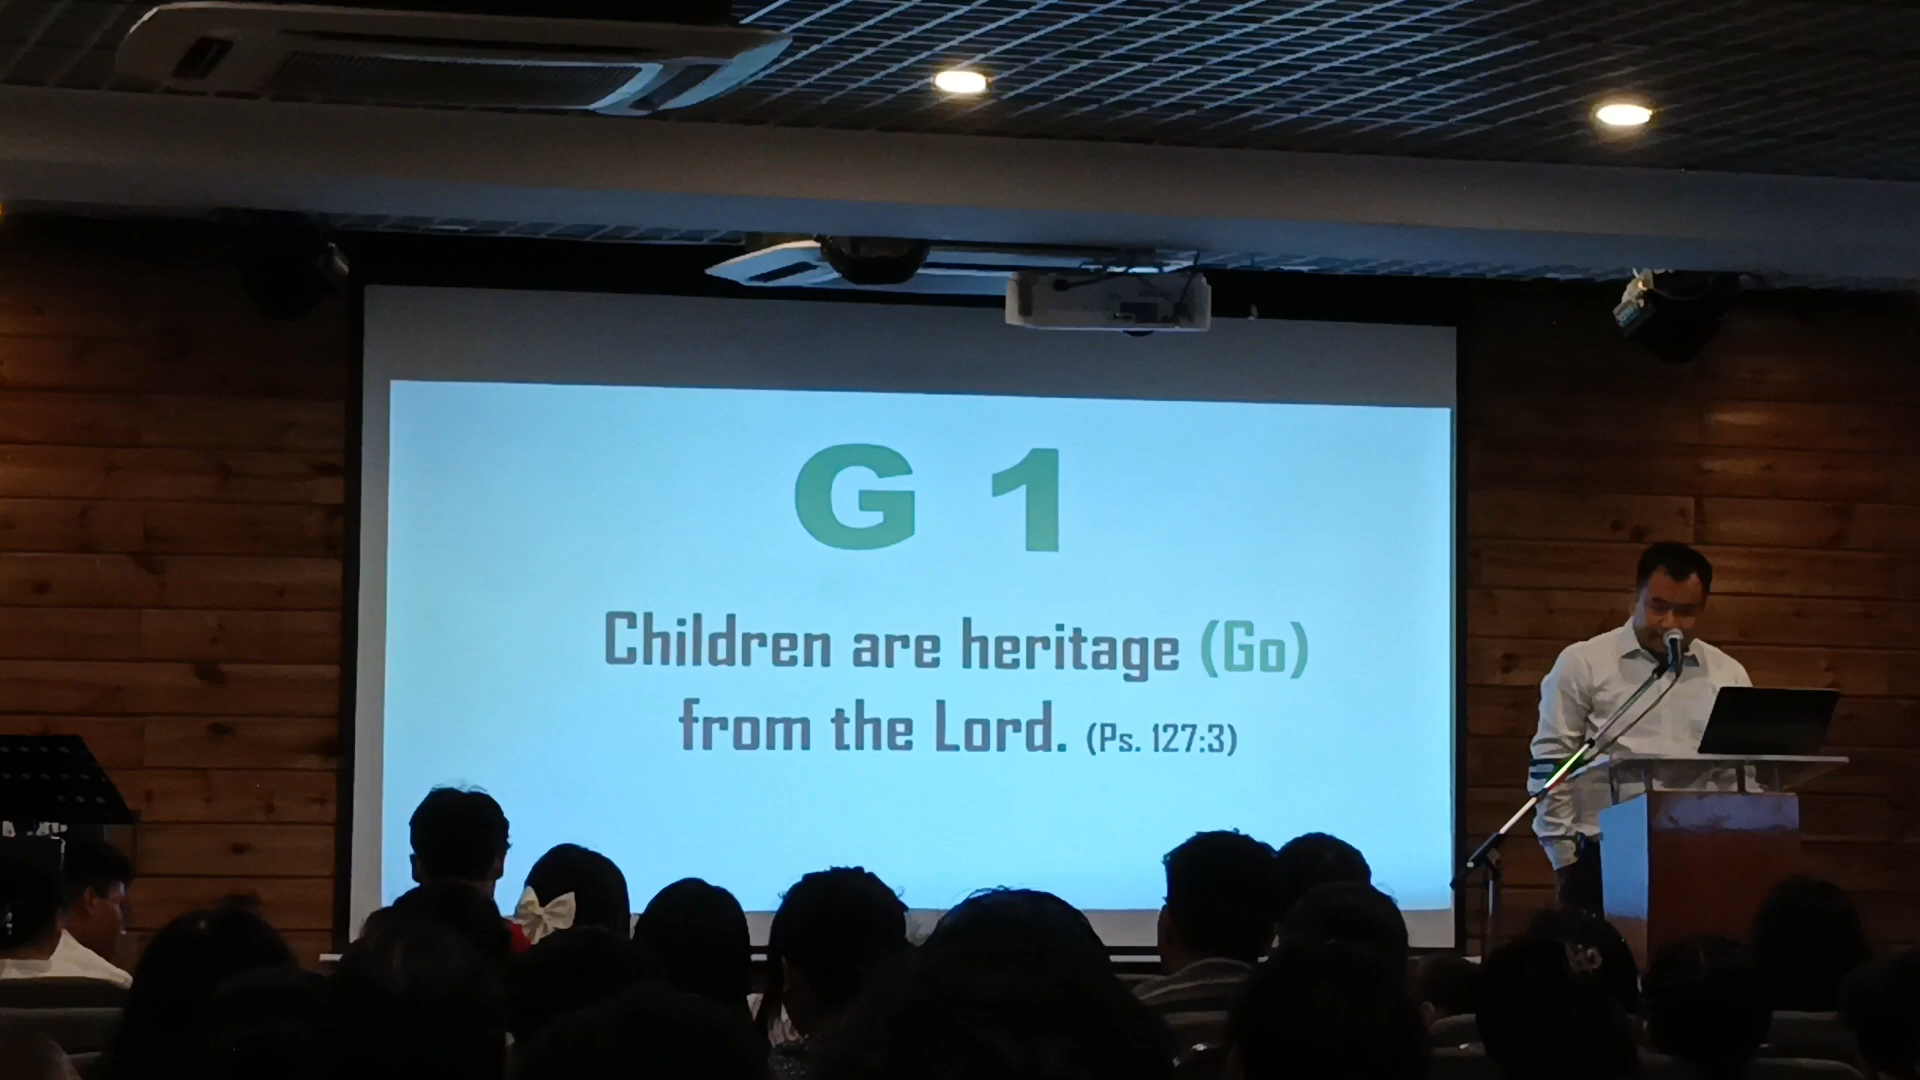 G 1
Children are heritage (Go)
from the Lord. (Ps. 127:3)